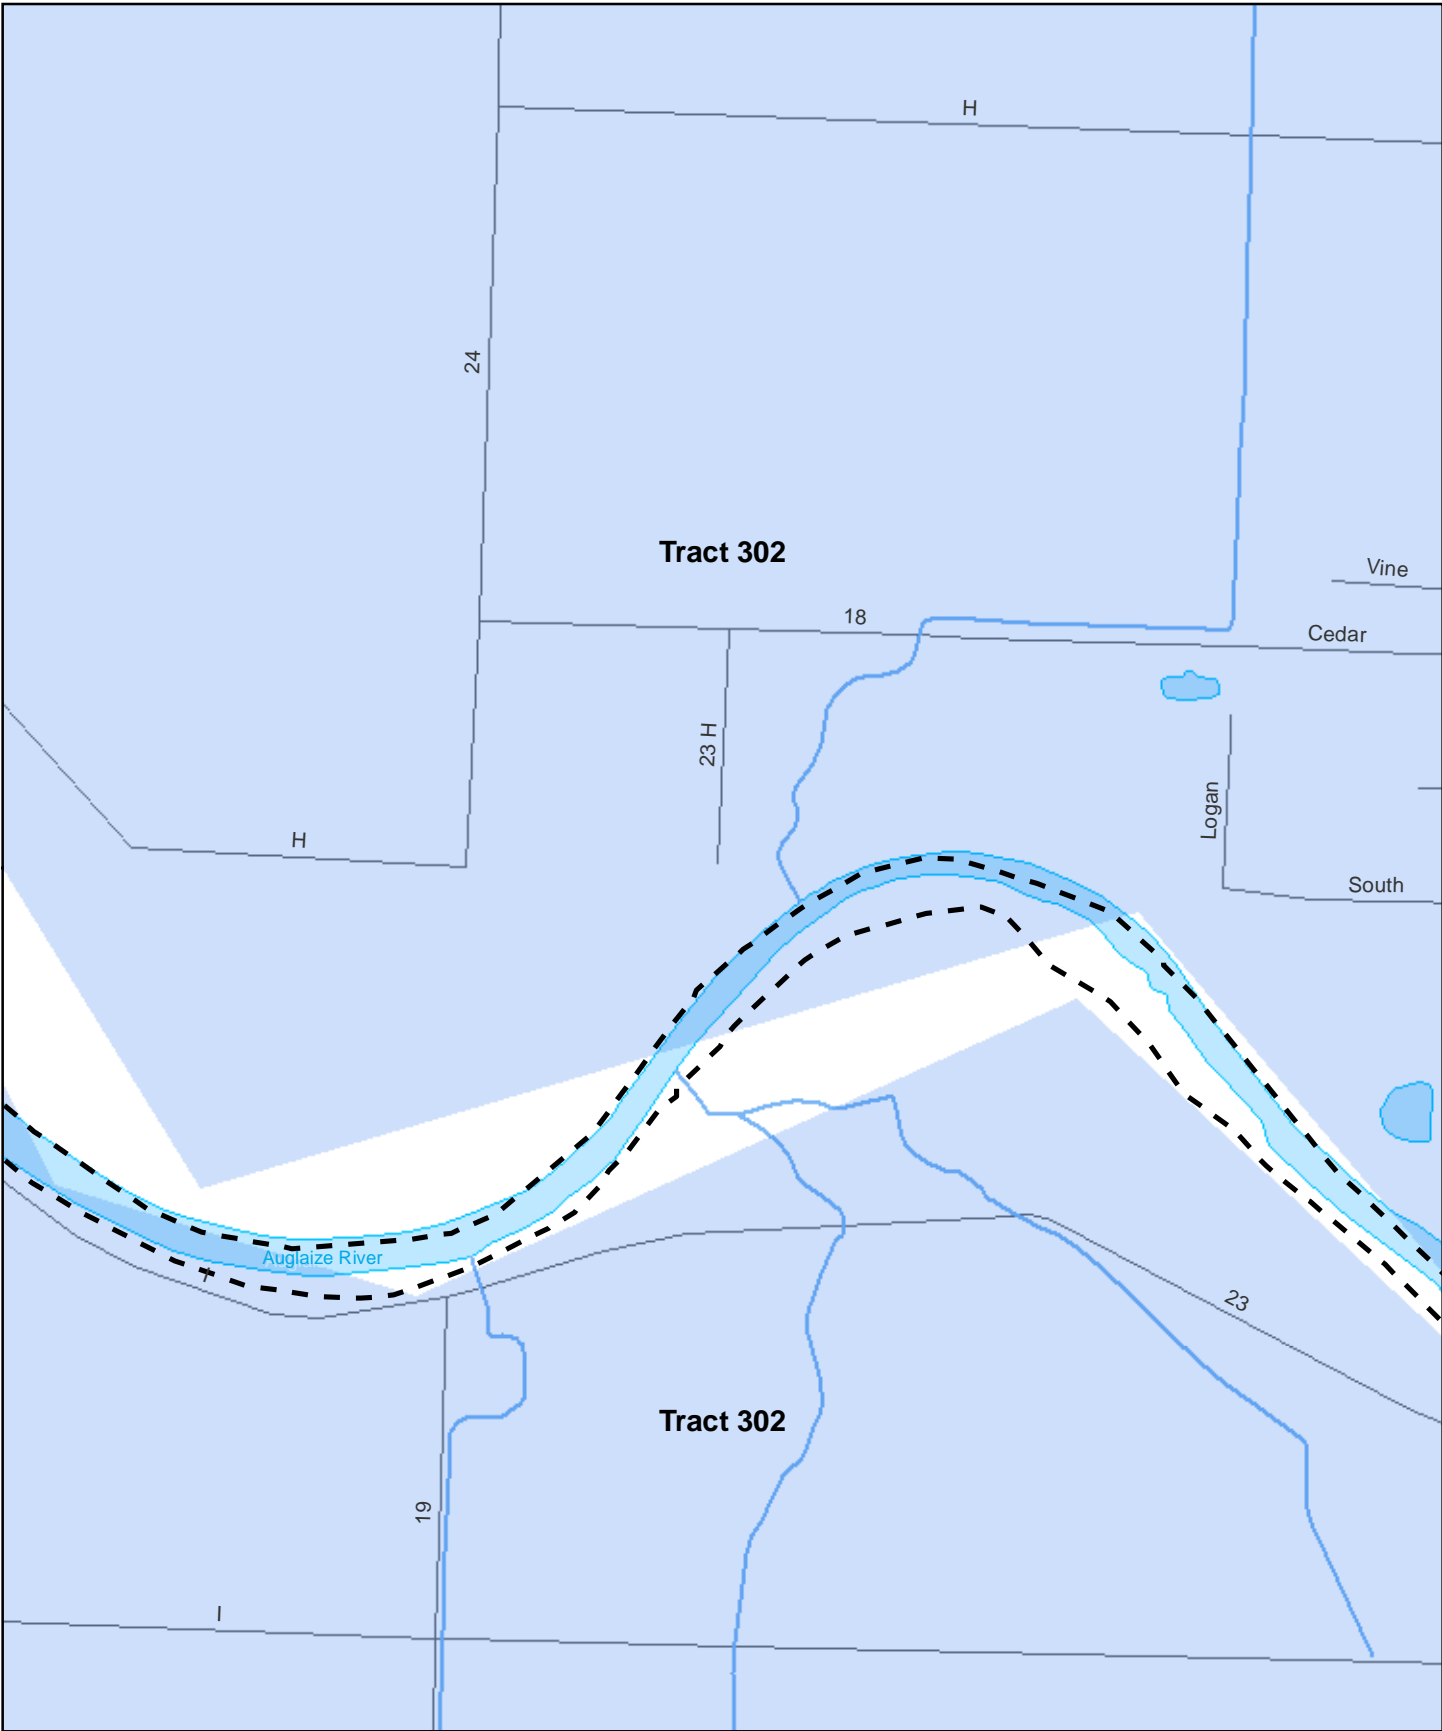 H
24
Tract 302
Vine
18
Cedar
23 H
Logan
H
South
Auglaize River
I
23
Tract 302
19
I